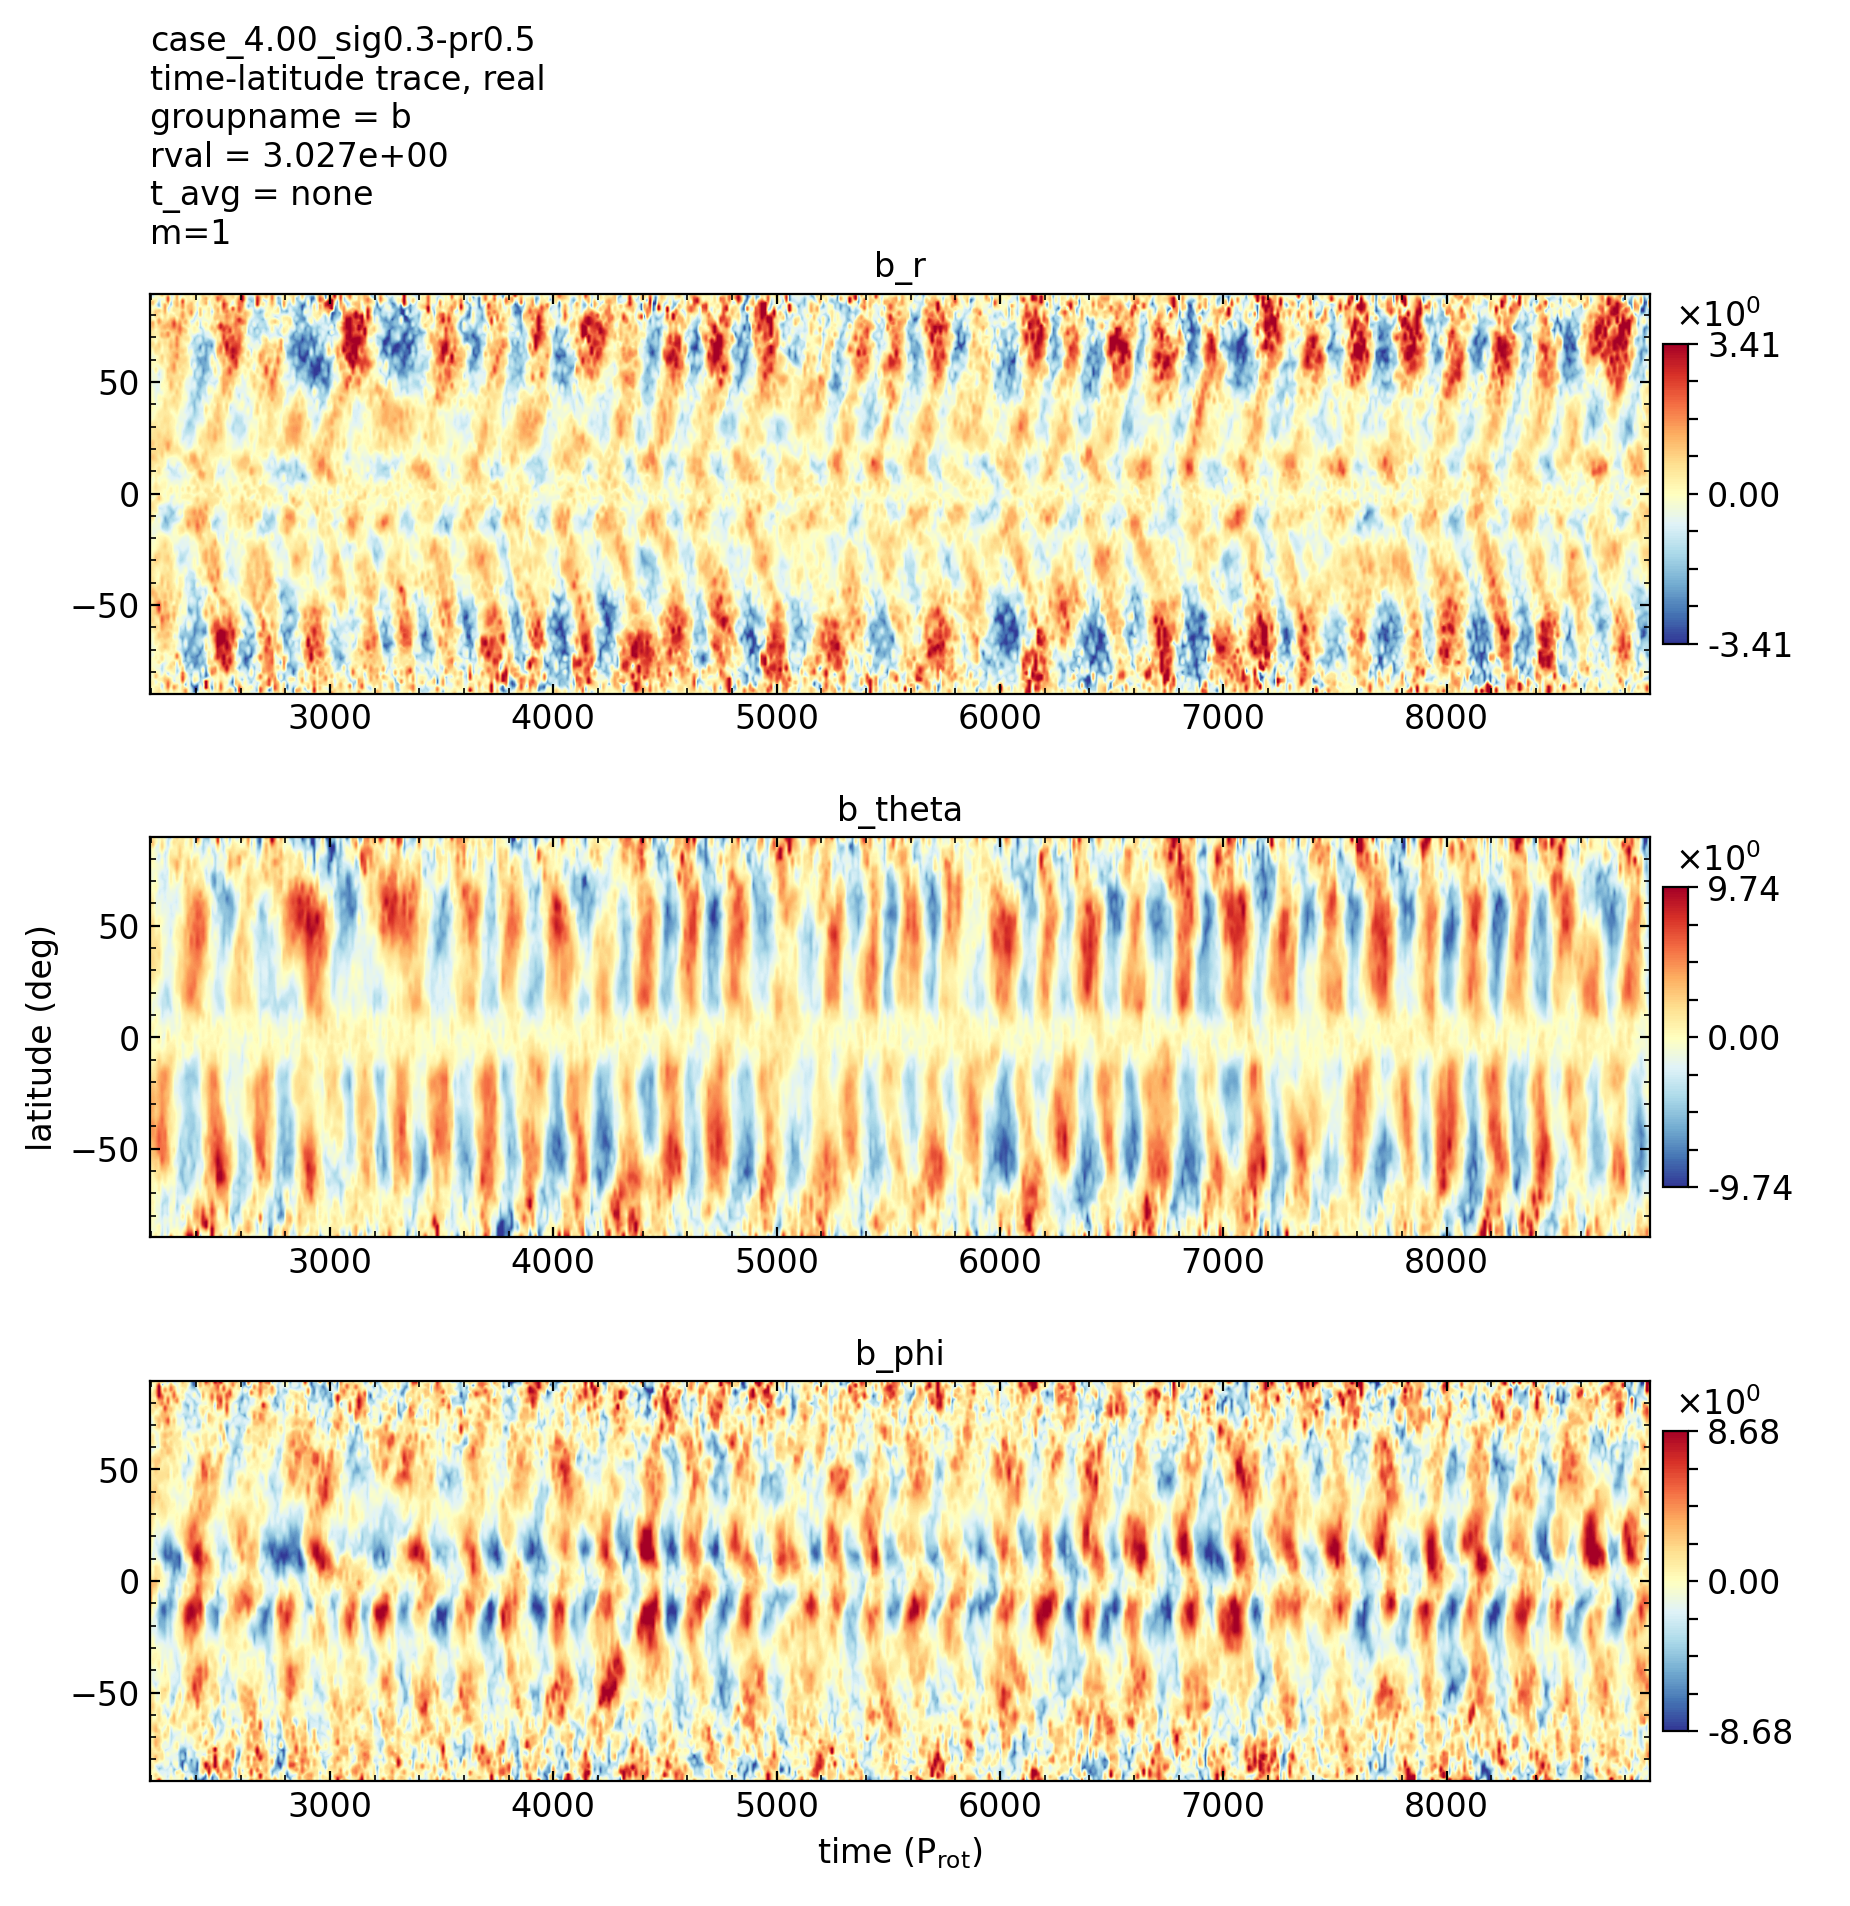 case_4.00_sig0.3-pr0.5
time-latitude trace, real
groupname = b
rval = 3.027e+00
t_avg = none
m=1
b_r
×10⁰
3.41
0.00
-3.41
50
0
−50
3000 4000 5000 6000 7000 8000
b_theta
×10⁰
9.74
0.00
-9.74
latitude (deg)
50
0
−50
3000 4000 5000 6000 7000 8000
b_phi
×10⁰
8.68
0.00
-8.68
50
0
−50
3000 4000 5000 6000 7000 8000
time (P_rot)